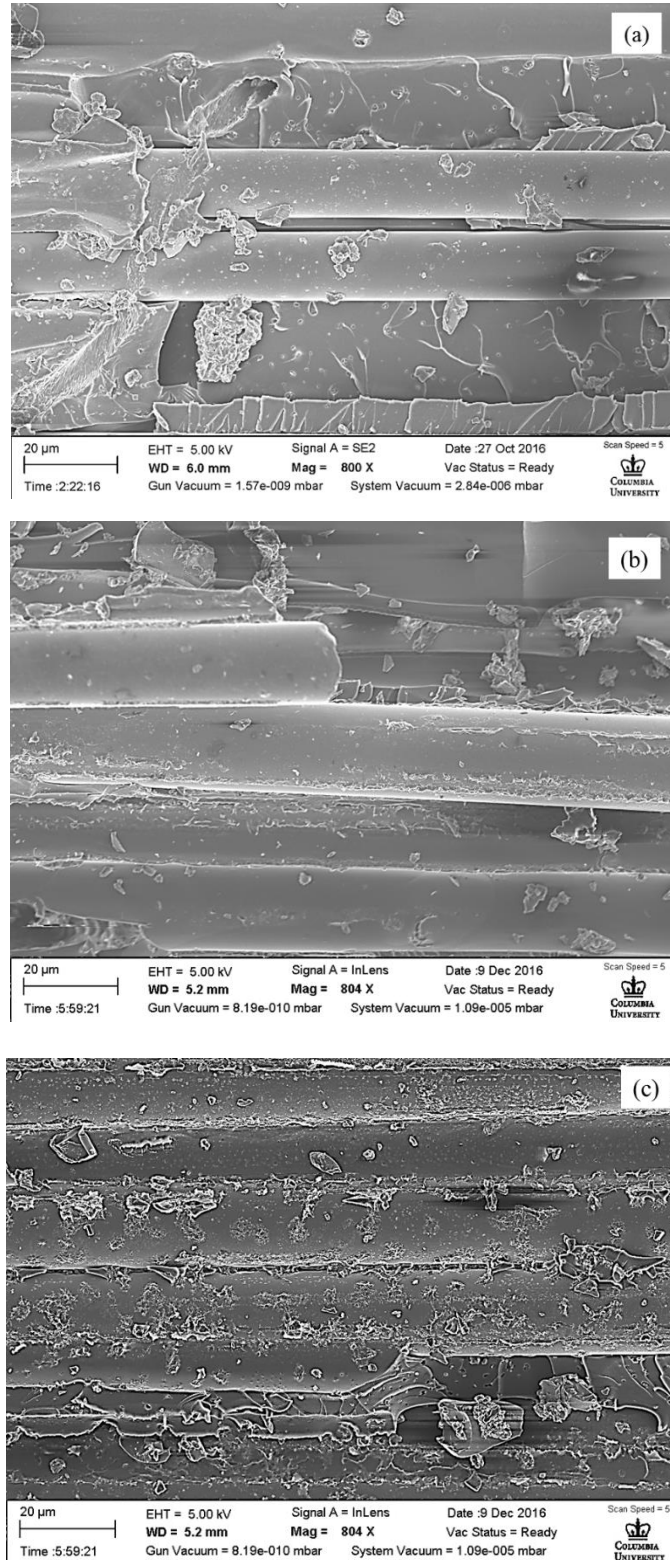 (a)
20 µm EHT = 5.00 kV Signal A = SE2 Date :27 Oct 2016 Scan Speed = 5
WD = 6.0 mm Mag = 800 X Vac Status = Ready
Time :2:22:16 Gun Vacuum = 1.57e-009 mbar System Vacuum = 2.84e-006 mbar COLUMBIA UNIVERSITY
(b)
20 µm EHT = 5.00 kV Signal A = InLens Date :9 Dec 2016 Scan Speed = 5
WD = 5.2 mm Mag = 804 X Vac Status = Ready
Time :5:59:21 Gun Vacuum = 8.19e-010 mbar System Vacuum = 1.09e-005 mbar COLUMBIA UNIVERSITY
(c)
20 µm EHT = 5.00 kV Signal A = InLens Date :9 Dec 2016 Scan Speed = 5
WD = 5.2 mm Mag = 804 X Vac Status = Ready
Time :5:59:21 Gun Vacuum = 8.19e-010 mbar System Vacuum = 1.09e-005 mbar COLUMBIA UNIVERSITY